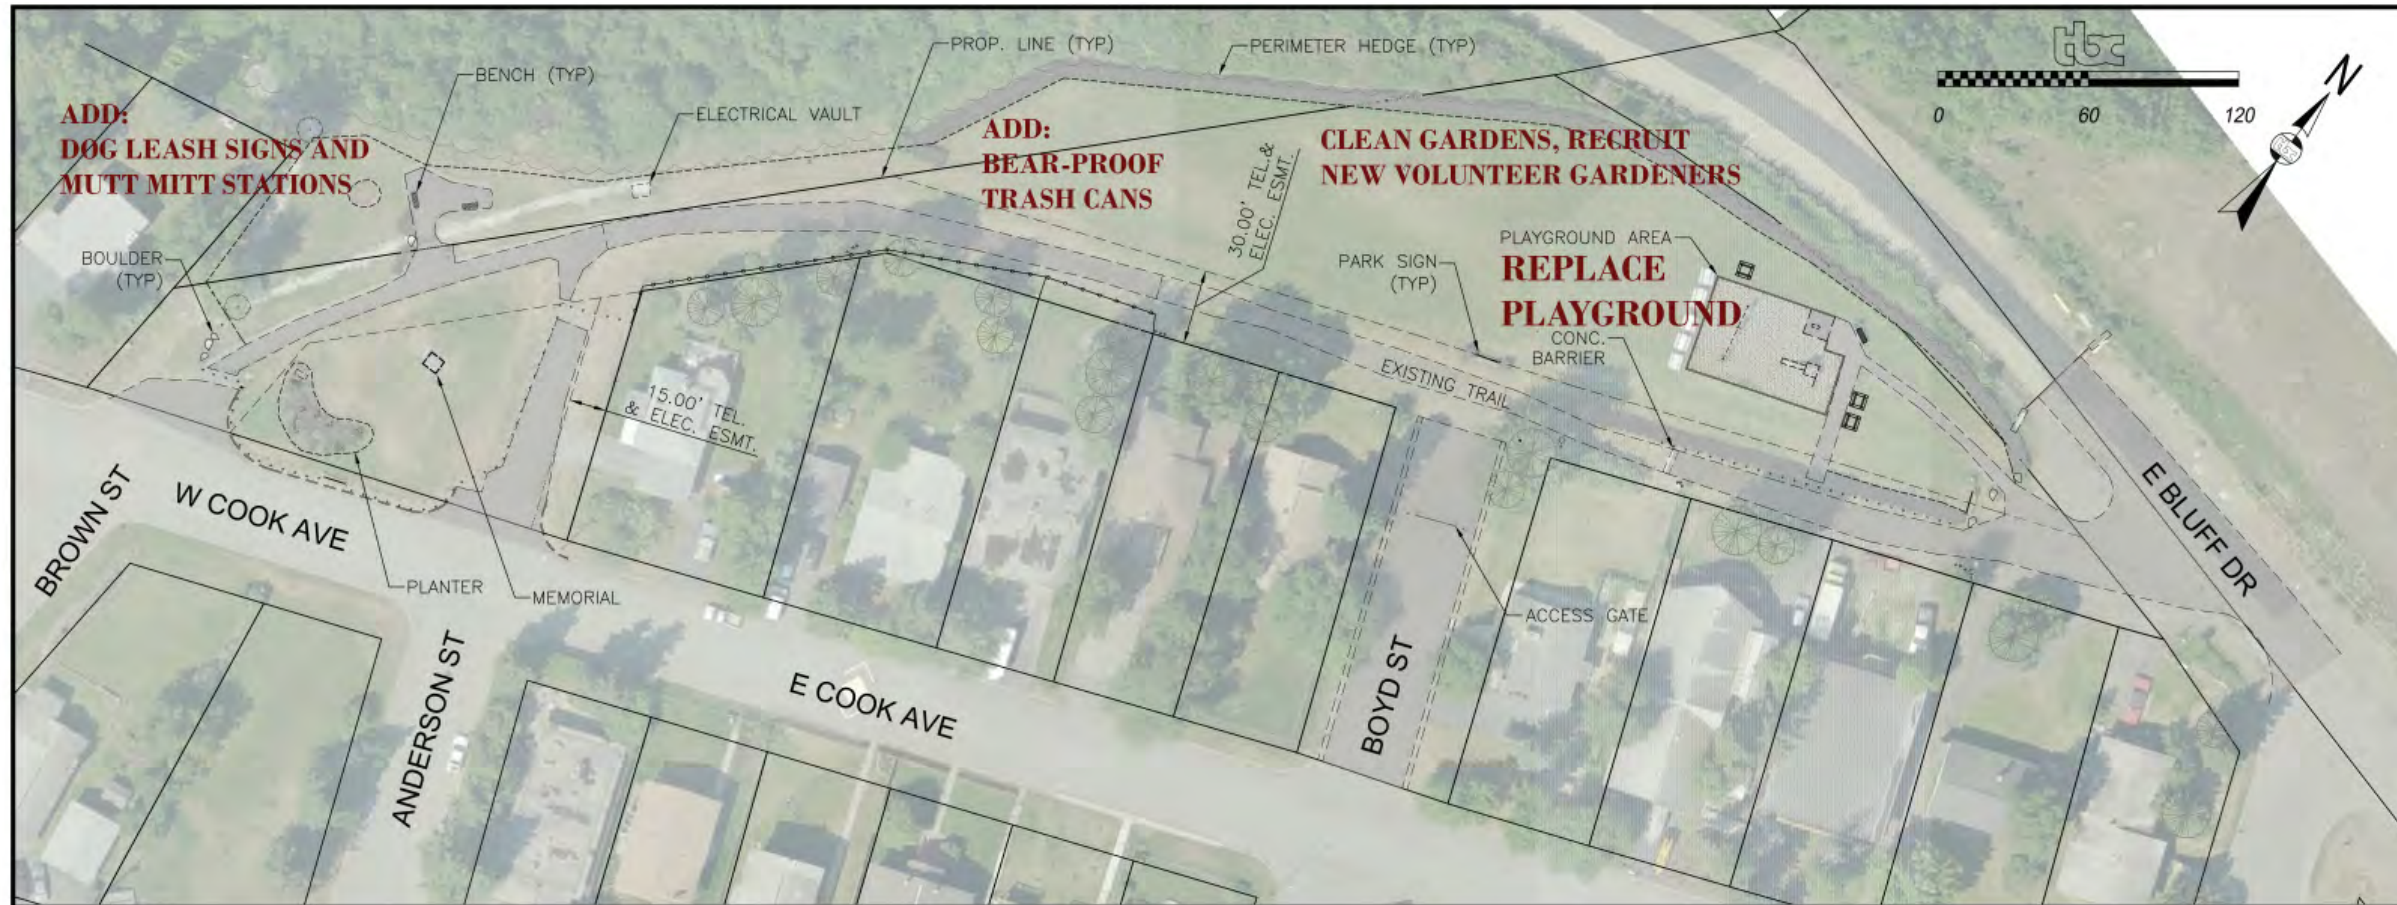 PROP. LINE (TYP)
PERIMETER HEDGE (TYP)
BENCH (TYP)
ELECTRICAL VAULT
tbx
0 60 120
N
ADD:
DOG LEASH SIGNS AND
MUTT MITT STATIONS
ADD:
BEAR-PROOF
TRASH CANS
CLEAN GARDENS, RECRUIT
NEW VOLUNTEER GARDENERS
30.00' TEL.&
ELEC. ESMT.
BOULDER
(TYP)
PARK SIGN
(TYP)
PLAYGROUND AREA
REPLACE
PLAYGROUND
CONC.
BARRIER
EXISTING TRAIL
15.00' TEL.
& ELEC. ESMT.
BROWN ST
W COOK AVE
PLANTER
MEMORIAL
ANDERSON ST
E COOK AVE
BOYD ST
ACCESS GATE
E BLUFF DR